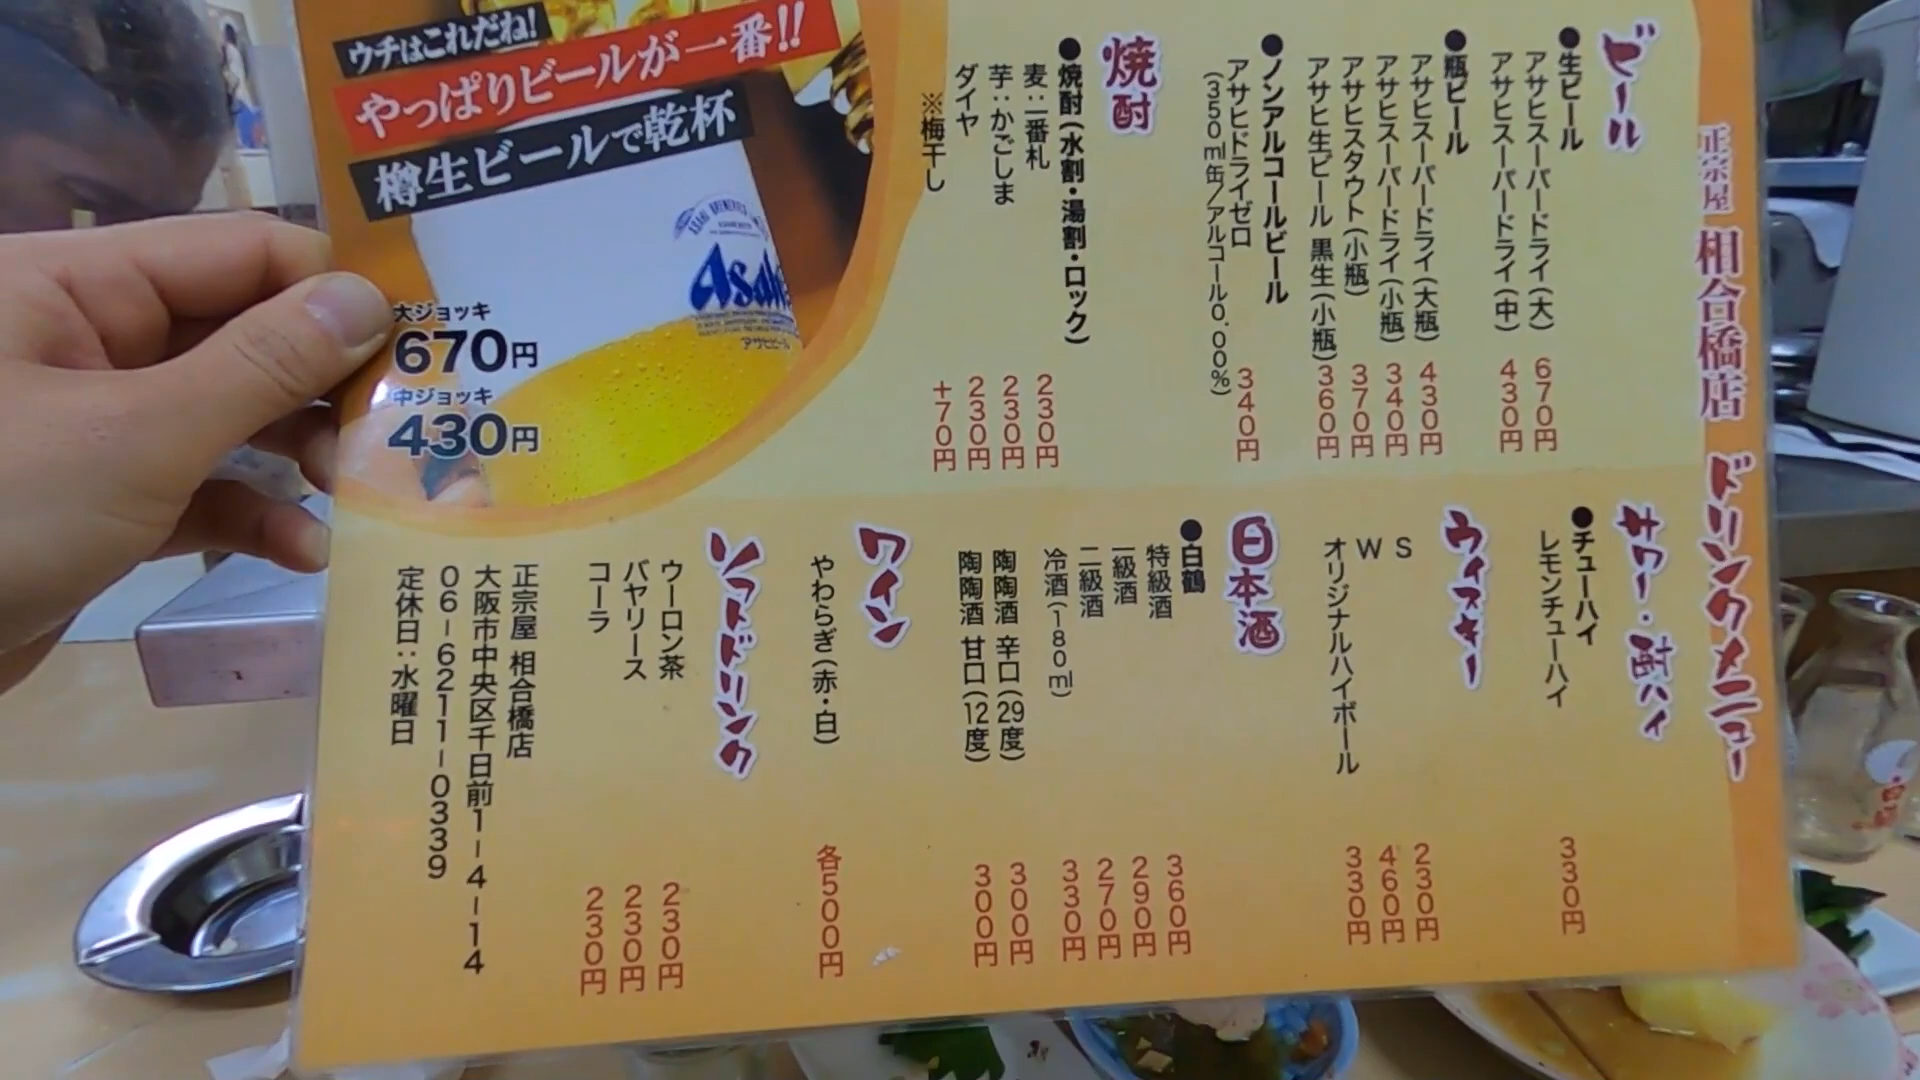 正宗屋 相合橋店 ドリンクメニュー
ビール
●生ビール
アサヒスーパードライ(大) 670円
アサヒスーパードライ(中) 430円
●瓶ビール
アサヒスーパードライ(大瓶) 430円
アサヒスーパードライ(小瓶) 340円
アサヒスタウト(小瓶) 370円
アサヒ生ビール 黒生(小瓶) 360円
●ノンアルコールビール
アサヒドライゼロ 340円
(350ml缶/アルコール0.00%)
焼酎
●焼酎(水割・湯割・ロック)
麦:二番札 230円
芋:かごしま 230円
ダイヤ 230円
※梅干し +70円
ウチはこれだね!
やっぱりビールが一番!!
樽生ビールで乾杯
Asahi
アサヒビール
大ジョッキ
670円
中ジョッキ
430円
サワー・酎ハイ
●チューハイ
レモンチューハイ 330円
ウィスキー
S 230円
W 460円
オリジナルハイボール 330円
日本酒
●白鶴
特級酒 360円
一級酒 290円
二級酒 270円
冷酒(180ml) 330円
陶陶酒 辛口(29度) 300円
陶陶酒 甘口(12度) 300円
ワイン
やわらぎ(赤・白) 各500円
ソフトドリンク
ウーロン茶 230円
バヤリース 230円
コーラ 230円
正宗屋 相合橋店
大阪市中央区千日前1-4-14
06-6211-0339
定休日:水曜日